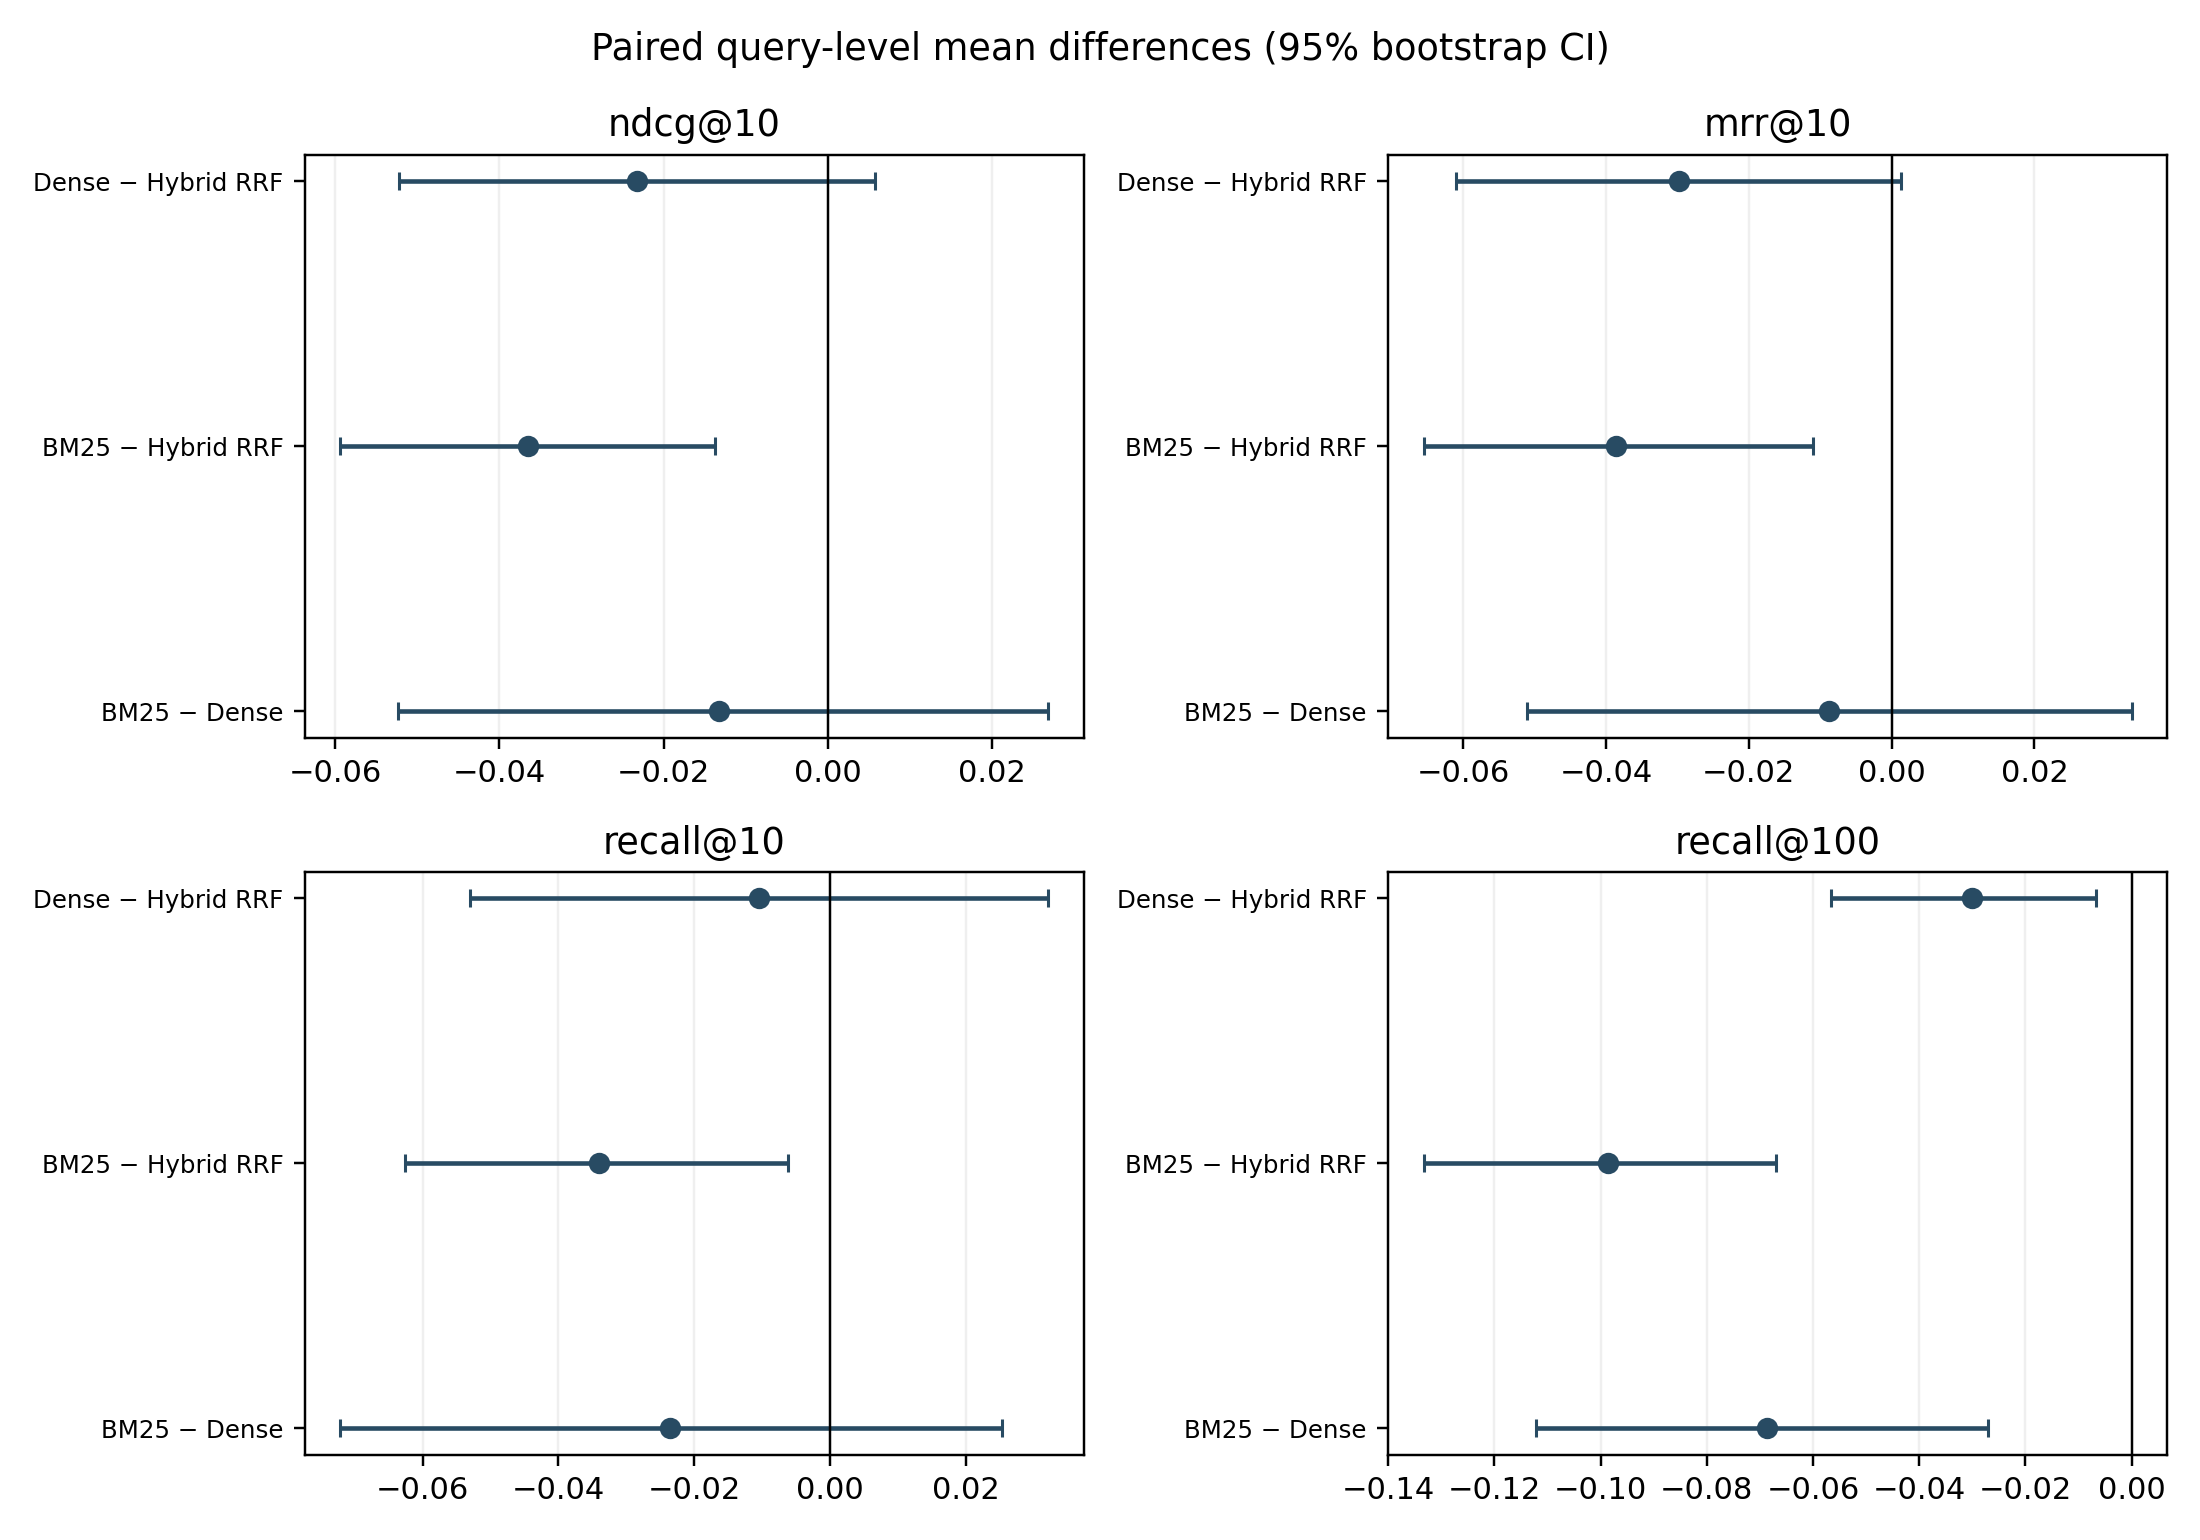 Paired query-level mean differences (95% bootstrap CI)
ndcg@10
Dense − Hybrid RRF
BM25 − Hybrid RRF
BM25 − Dense
−0.06 −0.04 −0.02 0.00 0.02
mrr@10
Dense − Hybrid RRF
BM25 − Hybrid RRF
BM25 − Dense
−0.06 −0.04 −0.02 0.00 0.02
recall@10
Dense − Hybrid RRF
BM25 − Hybrid RRF
BM25 − Dense
−0.06 −0.04 −0.02 0.00 0.02
recall@100
Dense − Hybrid RRF
BM25 − Hybrid RRF
BM25 − Dense
−0.14 −0.12 −0.10 −0.08 −0.06 −0.04 −0.02 0.00